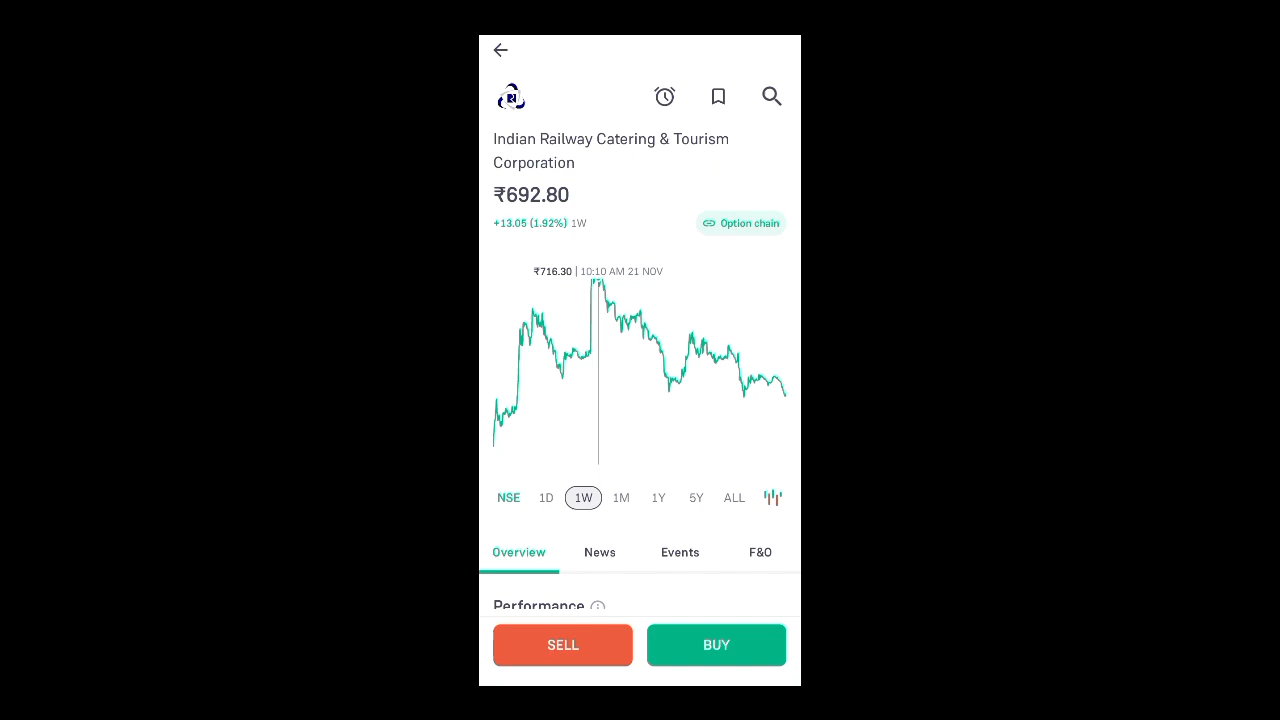 Indian Railway Catering & Tourism
Corporation
₹692.80
+13.05 (1.92%) 1W
Option chain
₹716.30 | 10:10 AM 21 NOV
NSE 1D 1W 1M 1Y 5Y ALL
Overview News Events F&O
Performance
SELL BUY